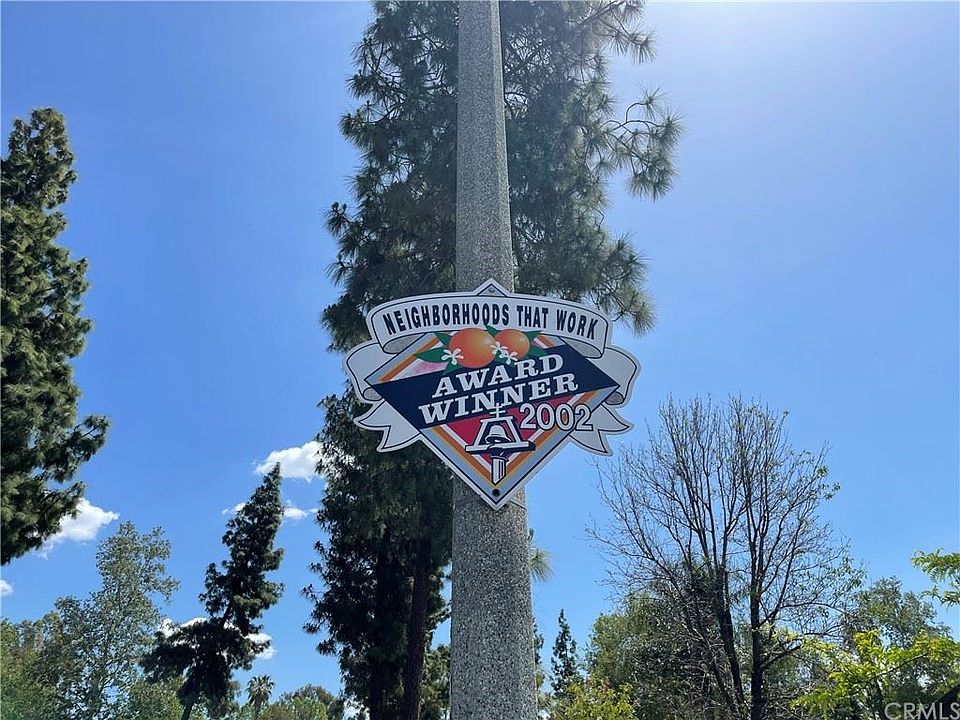 NEIGHBORHOODS THAT WORK
AWARD
WINNER
2002
CRMLS